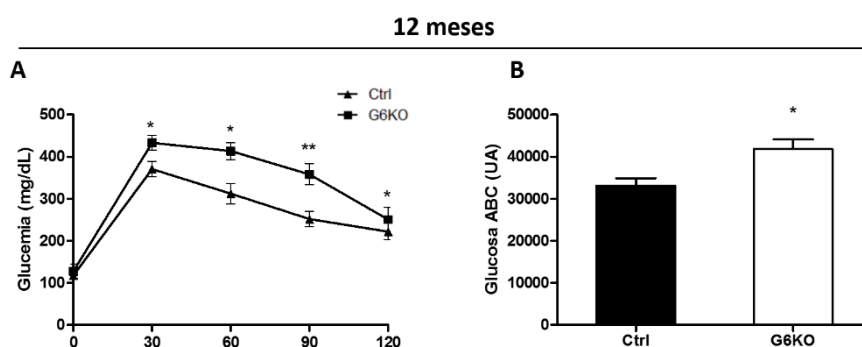 12 meses
A
Ctrl
G6KO
500
400
300
200
100
0
Glucemia (mg/dL)
*
*
**
*
0 30 60 90 120
B
50000
40000
30000
20000
10000
0
Glucosa ABC (UA)
*
Ctrl G6KO